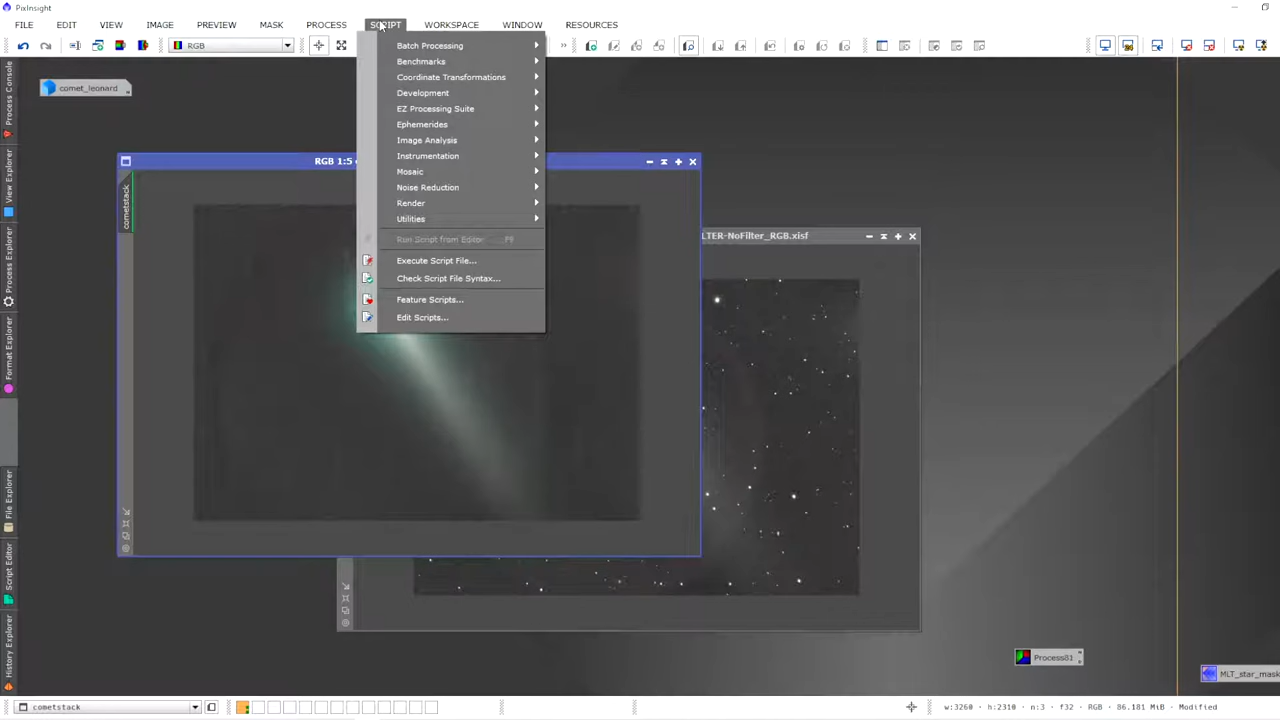 PixInsight
FILE EDIT VIEW IMAGE PREVIEW MASK PROCESS SCRIPT WORKSPACE WINDOW RESOURCES
RGB
Process Console
View Explorer
Process Explorer
Format Explorer
File Explorer
Script Editor
History Explorer
comet_leonard
Batch Processing
Benchmarks
Coordinate Transformations
Development
EZ Processing Suite
Ephemerides
Image Analysis
Instrumentation
Mosaic
Noise Reduction
Render
Utilities
Run Script from Editor F9
Execute Script File...
Check Script File Syntax...
Feature Scripts...
Edit Scripts...
RGB 1:5
cometstack
LTER-NoFilter_RGB.xisf
Process81
MLT_star_mask
cometstack
w:3260 | h:2310 | n:3 | f32 | RGB | 86.181 MiB | Modified